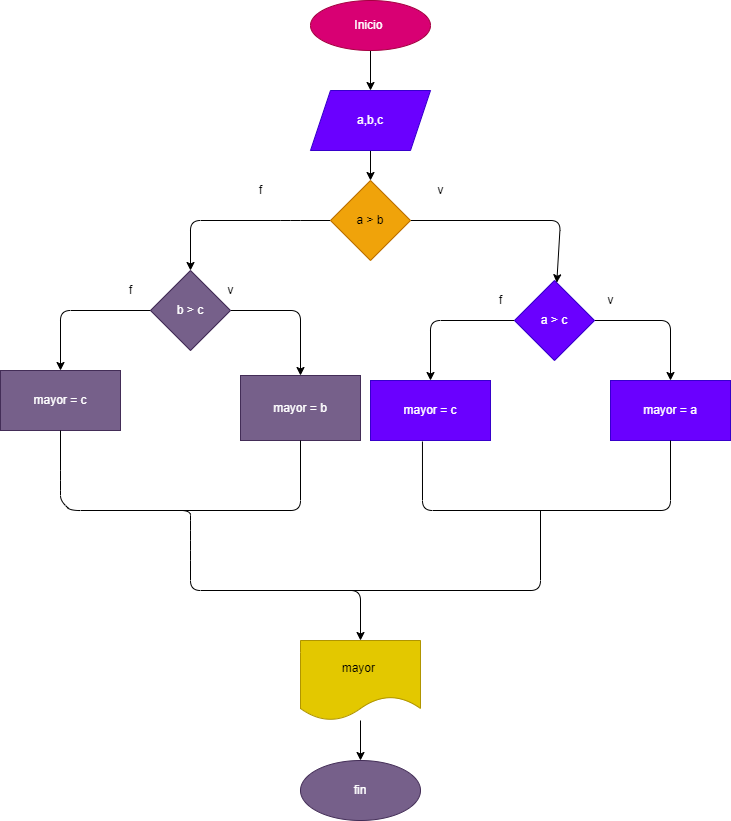 Inicio
a,b,c
f
v
a > b
f
v
b > c
f
v
a > c
mayor = c
mayor = b
mayor = c
mayor = a
mayor
fin